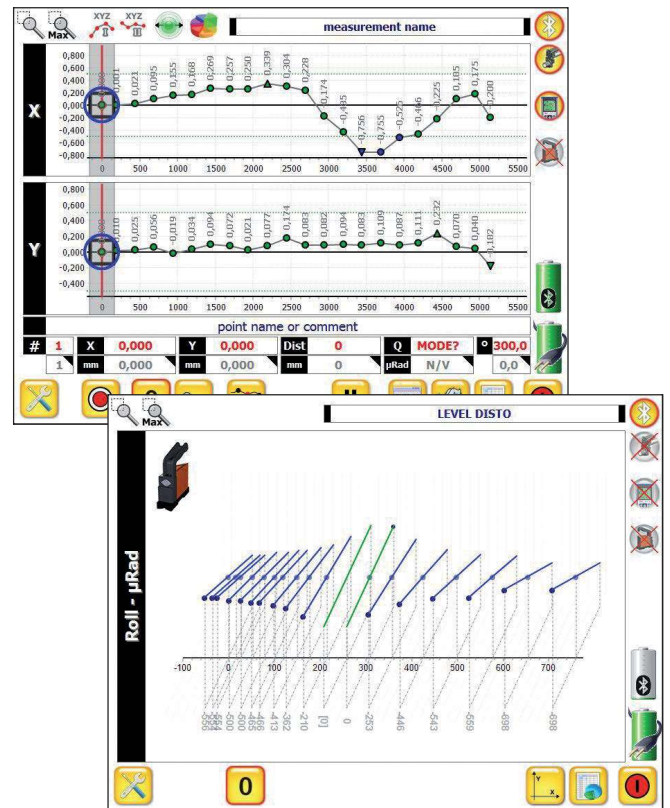 Max
XYZ
I
XYZ
III
measurement name
X
0,800
0,600
0,400
0,200
0,000
-0,200
-0,400
-0,600
-0,800
0,001 0,021 0,095 0,155 0,168 0,269 0,257 0,250 0,339 0,304 0,228 -0,174 -0,756 -0,755 -0,525 -0,466 -0,225 0,175 -0,200
0 500 1000 1500 2000 2500 3000 3500 4000 4500 5000 5500
Y
0,800
0,600
0,400
0,200
0,000
-0,200
-0,400
0,010 0,025 0,056 -0,019 0,034 0,094 0,072 0,021 0,077 0,174 0,083 0,082 0,094 0,083 0,109 0,087 0,111 0,232 0,070 0,040 -0,182
0 500 1000 1500 2000 2500 3000 3500 4000 4500 5000 5500
point name or comment
# 1 X 0,000 Y 0,000 Dist 0 Q MODE? ° 300,0
1 mm 0,000 mm 0,000 mm 0 µRad N/V 0,0
Max
LEVEL DISTO
Roll - µRad
-100 0 100 200 300 400 500 600 700
-556 -554 -500 -500 -465 -466 -413 -362 -210 [0] 0 -253 -446 -543 -559 -698 -698
0
Y
X